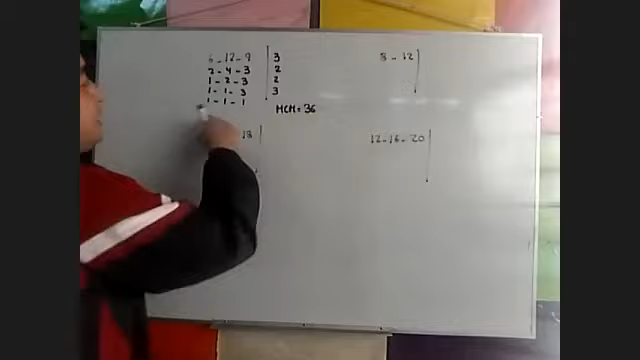 6 - 12 - 9 | 3
2 - 4 - 3 | 2
1 - 2 - 3 | 2
1 - 1 - 3 | 3
1 - 1 - 1
MCM = 36
8 - 12
18
12 - 16 - 20